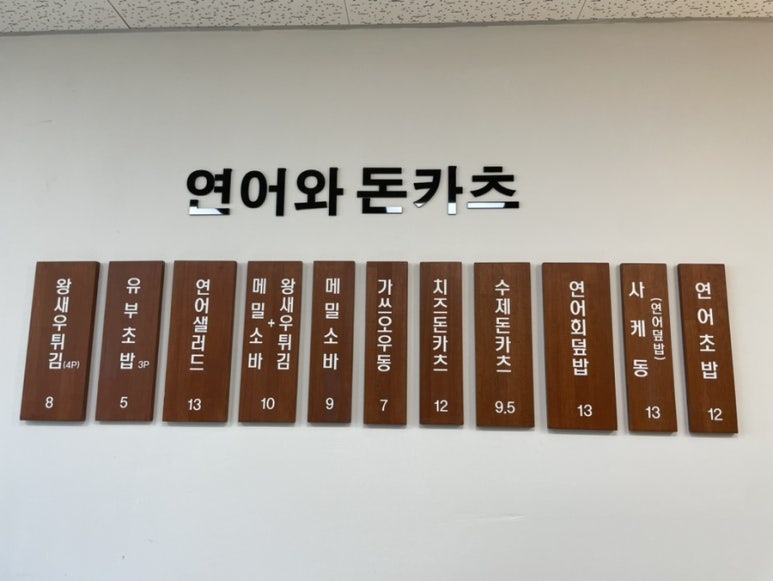 연어와 돈카츠
왕새우튀김(4P)
8
유부초밥 3P
5
연어샐러드
13
메밀소바
+
왕새우튀김
10
메밀소바
9
가쓰오우동
7
치즈돈카츠
12
수제돈카츠
9.5
연어회덮밥
13
사케동
(연어덮밥)
13
연어초밥
12